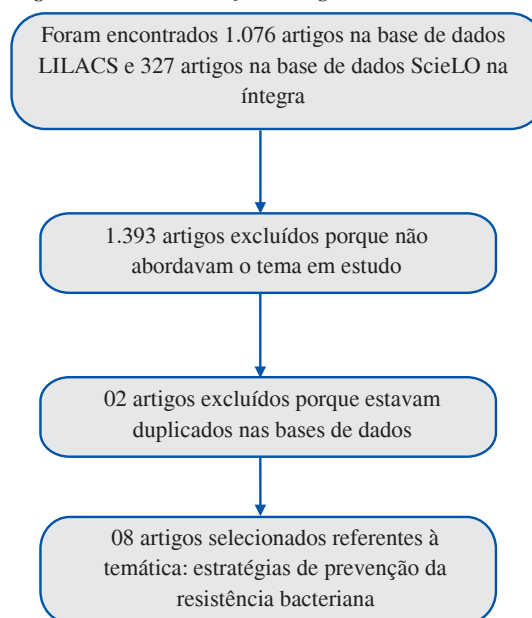 Foram encontrados 1.076 artigos na base de dados
LILACS e 327 artigos na base de dados ScieLO na
íntegra
1.393 artigos excluídos porque não
abordavam o tema em estudo
02 artigos excluídos porque estavam
duplicados nas bases de dados
08 artigos selecionados referentes à
temática: estratégias de prevenção da
resistência bacteriana